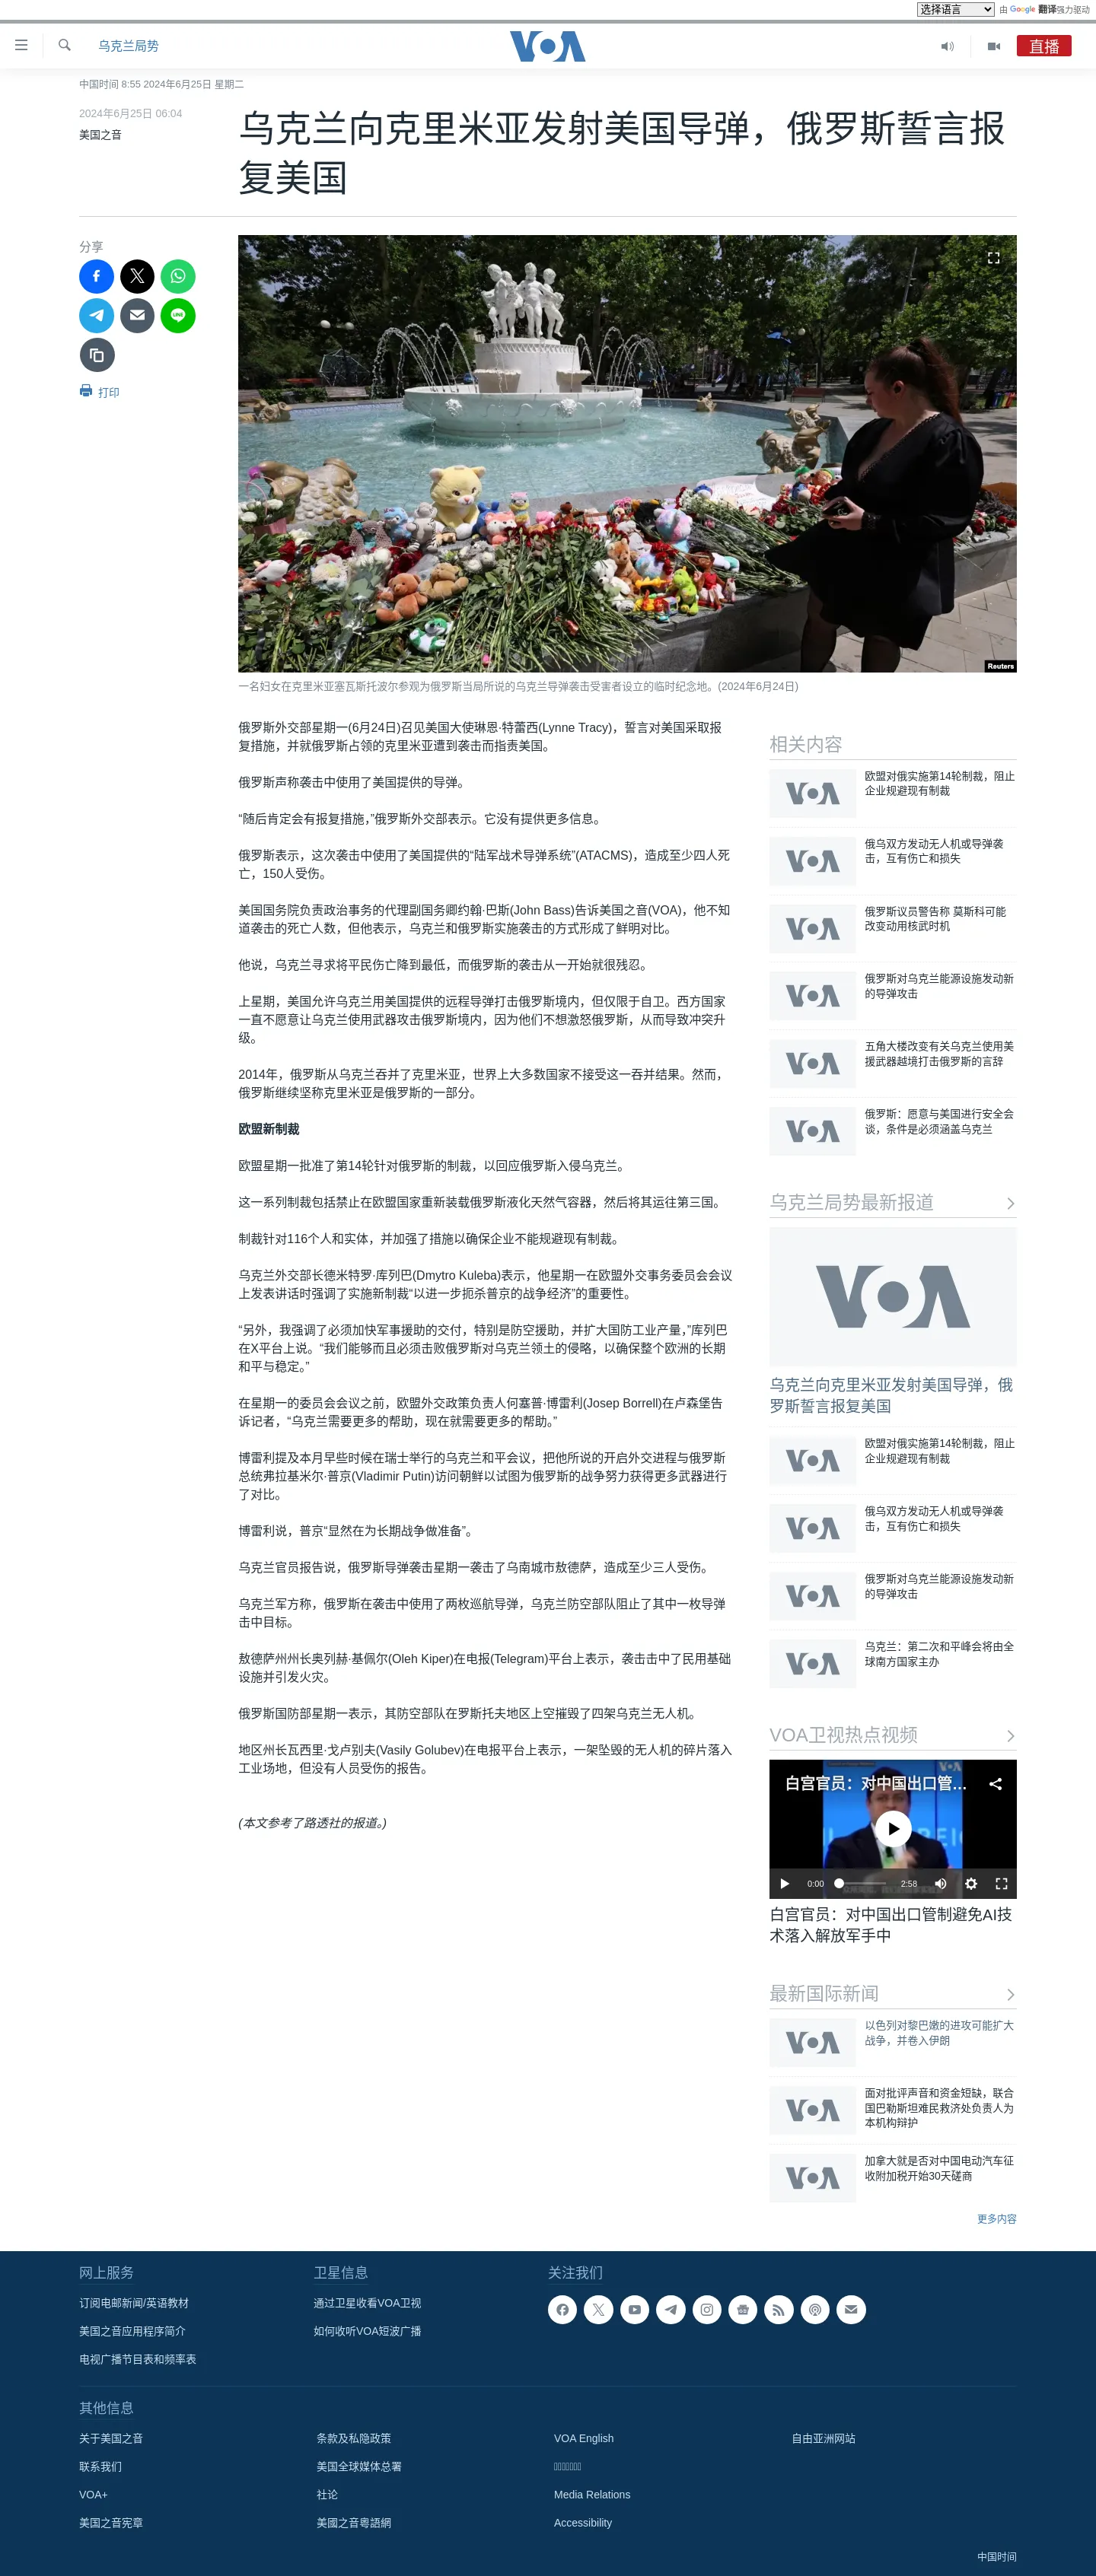 选择语言
由 Google 翻译强力驱动
乌克兰局势
VOA
直播
中国时间 8:55 2024年6月25日 星期二
2024年6月25日 06:04
美国之音
乌克兰向克里米亚发射美国导弹，俄罗斯誓言报
复美国
分享
打印
Reuters
一名妇女在克里米亚塞瓦斯托波尔参观为俄罗斯当局所说的乌克兰导弹袭击受害者设立的临时纪念地。(2024年6月24日)
俄罗斯外交部星期一(6月24日)召见美国大使琳恩·特蕾西(Lynne Tracy)，誓言对美国采取报
复措施，并就俄罗斯占领的克里米亚遭到袭击而指责美国。
俄罗斯声称袭击中使用了美国提供的导弹。
“随后肯定会有报复措施，”俄罗斯外交部表示。它没有提供更多信息。
俄罗斯表示，这次袭击中使用了美国提供的“陆军战术导弹系统”(ATACMS)，造成至少四人死
亡，150人受伤。
美国国务院负责政治事务的代理副国务卿约翰·巴斯(John Bass)告诉美国之音(VOA)，他不知
道袭击的死亡人数，但他表示，乌克兰和俄罗斯实施袭击的方式形成了鲜明对比。
他说，乌克兰寻求将平民伤亡降到最低，而俄罗斯的袭击从一开始就很残忍。
上星期，美国允许乌克兰用美国提供的远程导弹打击俄罗斯境内，但仅限于自卫。西方国家
一直不愿意让乌克兰使用武器攻击俄罗斯境内，因为他们不想激怒俄罗斯，从而导致冲突升
级。
2014年，俄罗斯从乌克兰吞并了克里米亚，世界上大多数国家不接受这一吞并结果。然而，
俄罗斯继续坚称克里米亚是俄罗斯的一部分。
欧盟新制裁
欧盟星期一批准了第14轮针对俄罗斯的制裁，以回应俄罗斯入侵乌克兰。
这一系列制裁包括禁止在欧盟国家重新装载俄罗斯液化天然气容器，然后将其运往第三国。
制裁针对116个人和实体，并加强了措施以确保企业不能规避现有制裁。
乌克兰外交部长德米特罗·库列巴(Dmytro Kuleba)表示，他星期一在欧盟外交事务委员会会议
上发表讲话时强调了实施新制裁“以进一步扼杀普京的战争经济”的重要性。
“另外，我强调了必须加快军事援助的交付，特别是防空援助，并扩大国防工业产量，”库列巴
在X平台上说。“我们能够而且必须击败俄罗斯对乌克兰领土的侵略，以确保整个欧洲的长期
和平与稳定。”
在星期一的委员会会议之前，欧盟外交政策负责人何塞普·博雷利(Josep Borrell)在卢森堡告
诉记者，“乌克兰需要更多的帮助，现在就需要更多的帮助。”
博雷利提及本月早些时候在瑞士举行的乌克兰和平会议，把他所说的开启外交进程与俄罗斯
总统弗拉基米尔·普京(Vladimir Putin)访问朝鲜以试图为俄罗斯的战争努力获得更多武器进行
了对比。
博雷利说，普京“显然在为长期战争做准备”。
乌克兰官员报告说，俄罗斯导弹袭击星期一袭击了乌南城市敖德萨，造成至少三人受伤。
乌克兰军方称，俄罗斯在袭击中使用了两枚巡航导弹，乌克兰防空部队阻止了其中一枚导弹
击中目标。
敖德萨州州长奥列赫·基佩尔(Oleh Kiper)在电报(Telegram)平台上表示，袭击击中了民用基础
设施并引发火灾。
俄罗斯国防部星期一表示，其防空部队在罗斯托夫地区上空摧毁了四架乌克兰无人机。
地区州长瓦西里·戈卢别夫(Vasily Golubev)在电报平台上表示，一架坠毁的无人机的碎片落入
工业场地，但没有人员受伤的报告。
(本文参考了路透社的报道。)
相关内容
VOA
欧盟对俄实施第14轮制裁，阻止
企业规避现有制裁
VOA
俄乌双方发动无人机或导弹袭
击，互有伤亡和损失
VOA
俄罗斯议员警告称 莫斯科可能
改变动用核武时机
VOA
俄罗斯对乌克兰能源设施发动新
的导弹攻击
VOA
五角大楼改变有关乌克兰使用美
援武器越境打击俄罗斯的言辞
VOA
俄罗斯：愿意与美国进行安全会
谈，条件是必须涵盖乌克兰
乌克兰局势最新报道
VOA
乌克兰向克里米亚发射美国导弹，俄
罗斯誓言报复美国
VOA
欧盟对俄实施第14轮制裁，阻止
企业规避现有制裁
VOA
俄乌双方发动无人机或导弹袭
击，互有伤亡和损失
VOA
俄罗斯对乌克兰能源设施发动新
的导弹攻击
VOA
乌克兰：第二次和平峰会将由全
球南方国家主办
VOA卫视热点视频
白宫官员：对中国出口管...
VOA
0:00
2:58
白宫官员：对中国出口管制避免AI技
术落入解放军手中
最新国际新闻
VOA
以色列对黎巴嫩的进攻可能扩大
战争，并卷入伊朗
VOA
面对批评声音和资金短缺，联合
国巴勒斯坦难民救济处负责人为
本机构辩护
VOA
加拿大就是否对中国电动汽车征
收附加税开始30天磋商
更多内容
网上服务
订阅电邮新闻/英语教材
美国之音应用程序简介
电视广播节目表和频率表
卫星信息
通过卫星收看VOA卫视
如何收听VOA短波广播
关注我们
其他信息
关于美国之音
联系我们
VOA+
美国之音宪章
条款及私隐政策
美国全球媒体总署
社论
美國之音粵語網
VOA English
Media Relations
Accessibility
自由亚洲网站
中国时间